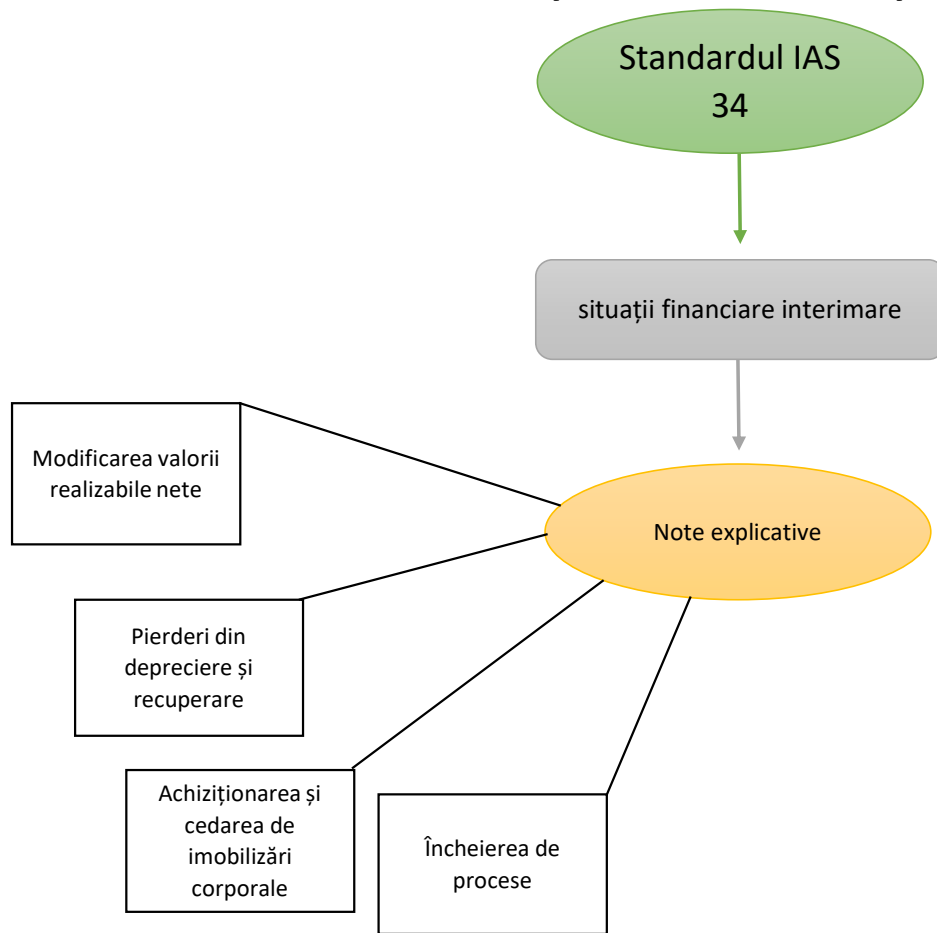 Standardul IAS
34
situații financiare interimare
Modificarea valorii
realizabile nete
Note explicative
Pierderi din
depreciere și
recuperare
Achiziționarea și
cedarea de
imobilizări
corporale
Încheierea de
procese